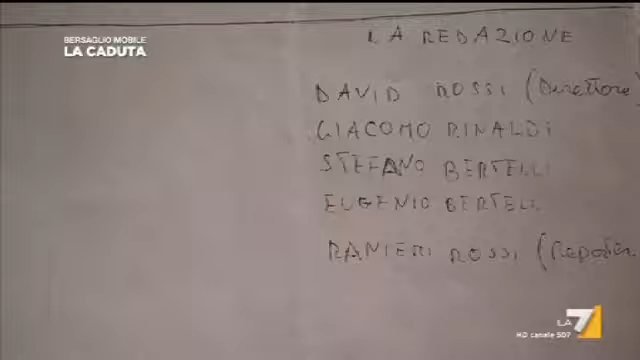 BERSAGLIO MOBILE
LA CADUTA
LA REDAZIONE
DAVID ROSSI (Direttore)
GIACOMO RINALDI
STEFANO BERTELLI
EUGENIO BERTELLI
RANIERI ROSSI
LA7
HD canale 507